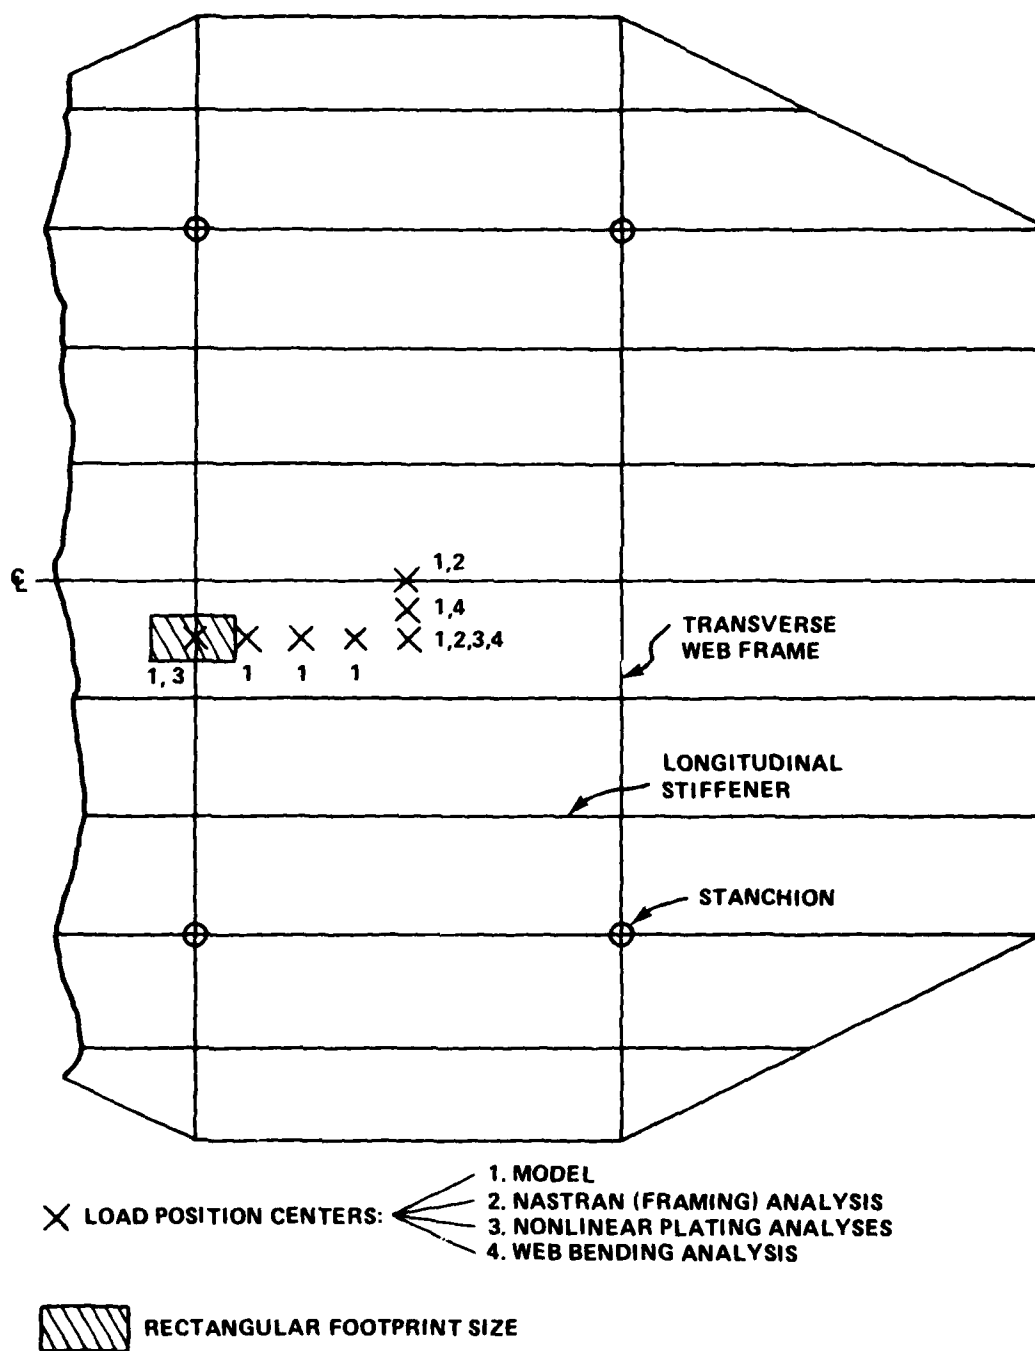 ℄
1,2
1,4
1,2,3,4
1,3
1
1
1
TRANSVERSE
WEB FRAME
LONGITUDINAL
STIFFENER
STANCHION
LOAD POSITION CENTERS:
1. MODEL
2. NASTRAN (FRAMING) ANALYSIS
3. NONLINEAR PLATING ANALYSES
4. WEB BENDING ANALYSIS
RECTANGULAR FOOTPRINT SIZE